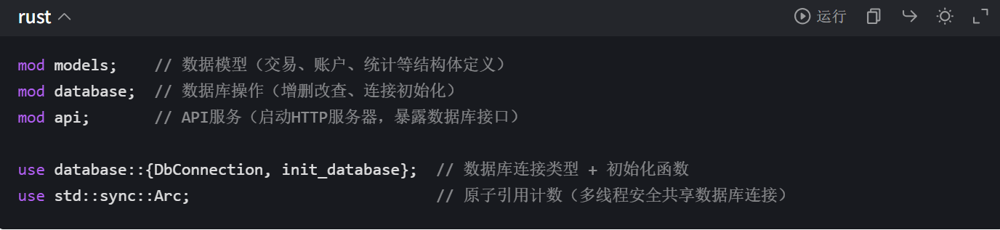 rust
运行
mod models;    // 数据模型（交易、账户、统计等结构体定义）
mod database;  // 数据库操作（增删改查、连接初始化）
mod api;       // API服务（启动HTTP服务器，暴露数据库接口）
use database::{DbConnection, init_database};  // 数据库连接类型 + 初始化函数
use std::sync::Arc;                           // 原子引用计数（多线程安全共享数据库连接）